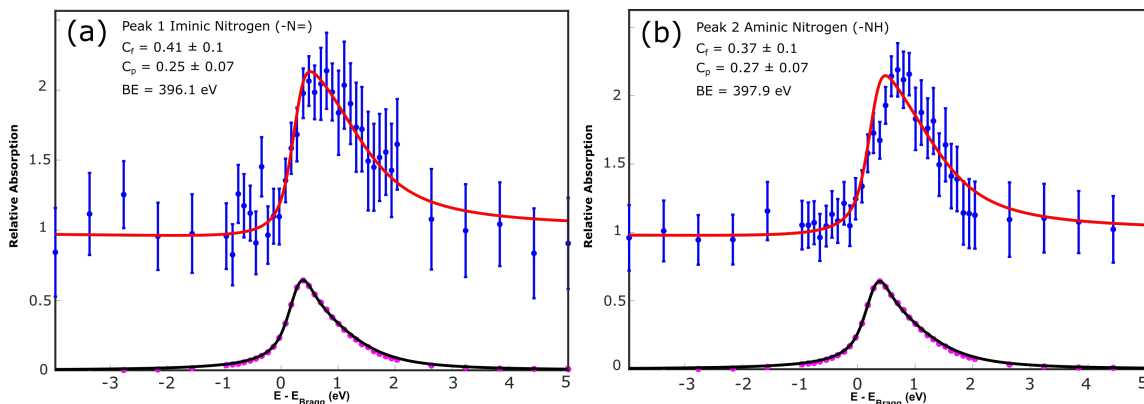 (a)
Peak 1 Iminic Nitrogen (-N=)
C_f = 0.41 ± 0.1
C_p = 0.25 ± 0.07
BE = 396.1 eV
Relative Absorption
2
1.5
1
0.5
0
-3 -2 -1 0 1 2 3 4 5
E - E_Bragg (eV)
(b)
Peak 2 Aminic Nitrogen (-NH)
C_f = 0.37 ± 0.1
C_p = 0.27 ± 0.07
BE = 397.9 eV
Relative Absorption
2
1.5
1
0.5
0
-3 -2 -1 0 1 2 3 4 5
E - E_Bragg (eV)